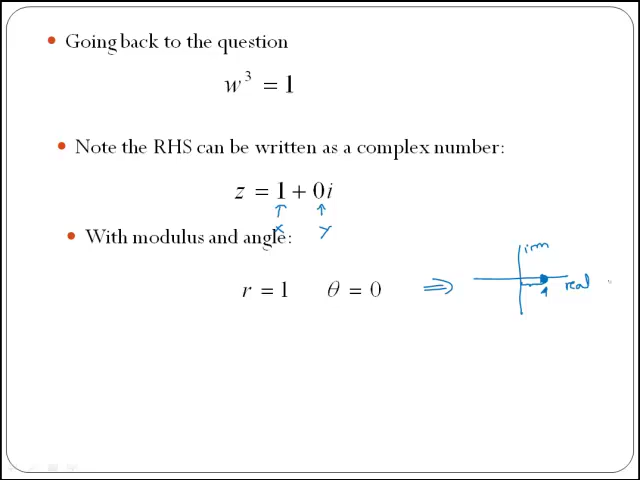 Going back to the question
w³ = 1
Note the RHS can be written as a complex number:
z = 1 + 0i
x y
With modulus and angle:
r = 1 θ = 0 ⇒
im
real
1